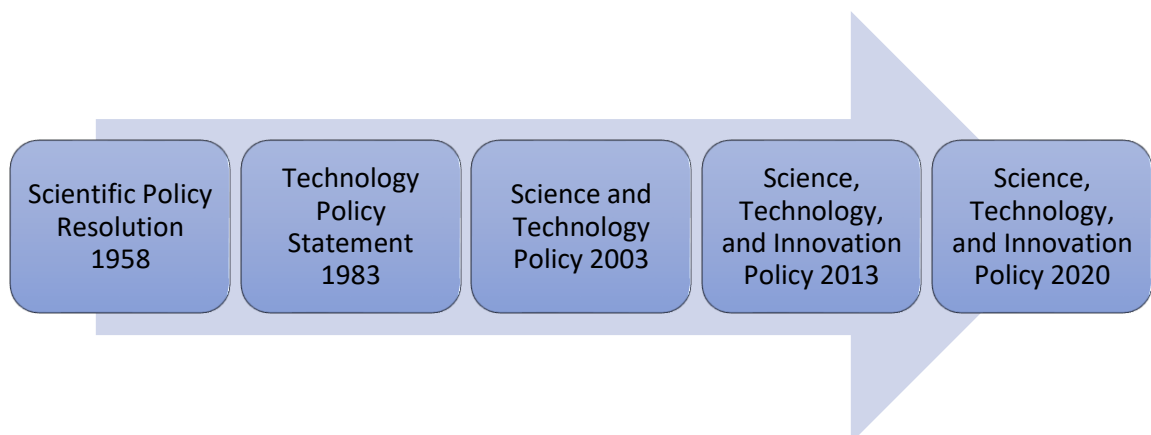 Scientific Policy
Resolution
1958
Technology
Policy
Statement
1983
Science and
Technology
Policy 2003
Science,
Technology,
and Innovation
Policy 2013
Science,
Technology,
and Innovation
Policy 2020